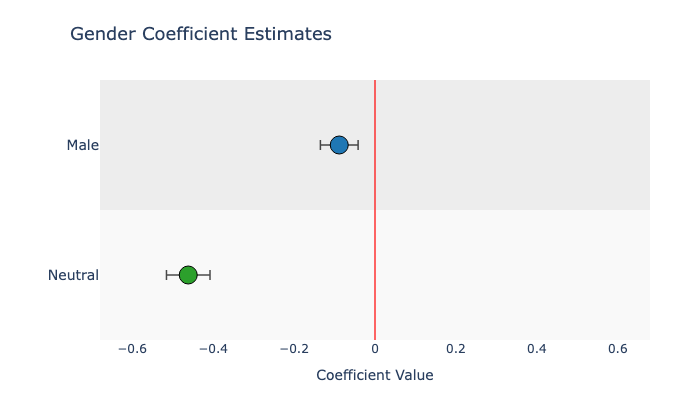 Gender Coefficient Estimates
Male
Neutral
−0.6 −0.4 −0.2 0 0.2 0.4 0.6
Coefficient Value